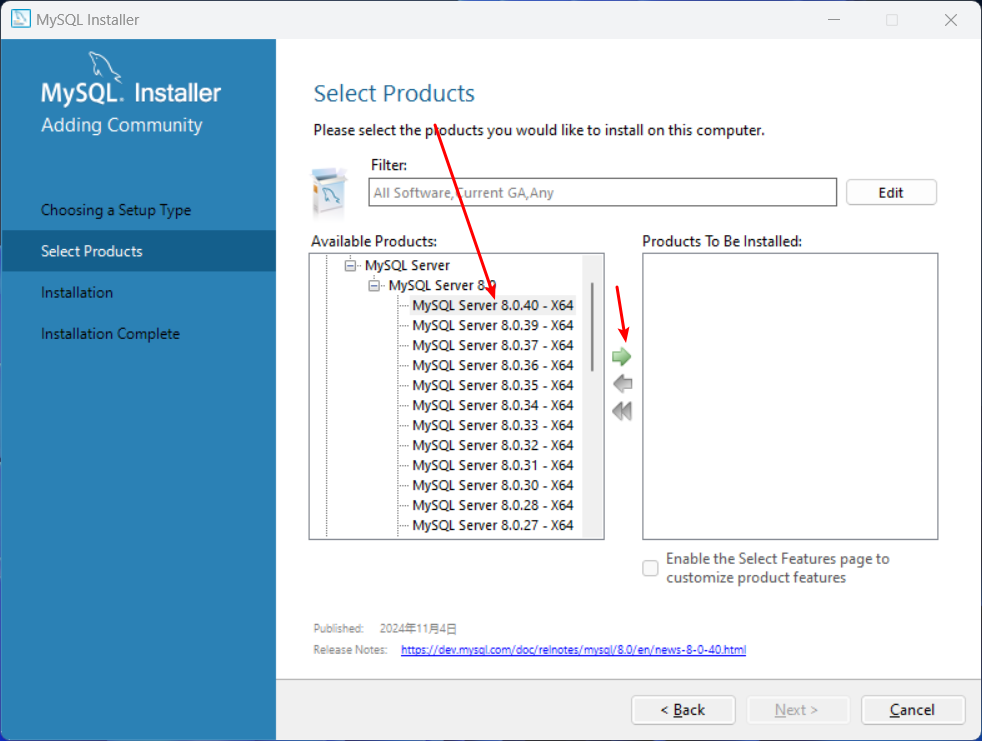 MySQL Installer
MySQL. Installer
Adding Community
Choosing a Setup Type
Select Products
Installation
Installation Complete
Select Products
Please select the products you would like to install on this computer.
Filter:
All Software,Current GA,Any
Edit
Available Products:
MySQL Server
MySQL Server 8.0
MySQL Server 8.0.40 - X64
MySQL Server 8.0.39 - X64
MySQL Server 8.0.37 - X64
MySQL Server 8.0.36 - X64
MySQL Server 8.0.35 - X64
MySQL Server 8.0.34 - X64
MySQL Server 8.0.33 - X64
MySQL Server 8.0.32 - X64
MySQL Server 8.0.31 - X64
MySQL Server 8.0.30 - X64
MySQL Server 8.0.28 - X64
MySQL Server 8.0.27 - X64
Products To Be Installed:
Enable the Select Features page to
customize product features
Published: 2024年11月4日
Release Notes: https://dev.mysql.com/doc/relnotes/mysql/8.0/en/news-8-0-40.html
< Back
Next >
Cancel